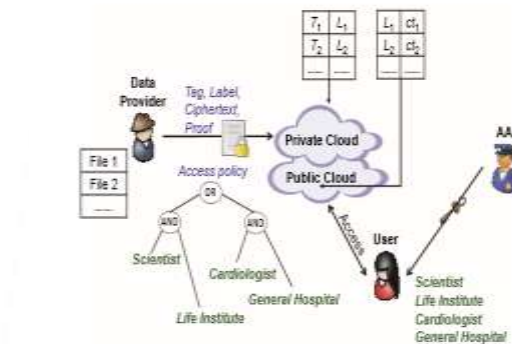 T1 L1
T2 L2
L1 ct1
L2 ct2
Data
Provider
Tag, Label,
Ciphertext,
Proof
Private Cloud
Public Cloud
AA
File 1
File 2
Access policy
OR
AND
AND
Scientist
Cardiologist
General Hospital
Life Institute
Access
User
Scientist
Life Institute
Cardiologist
General Hospital